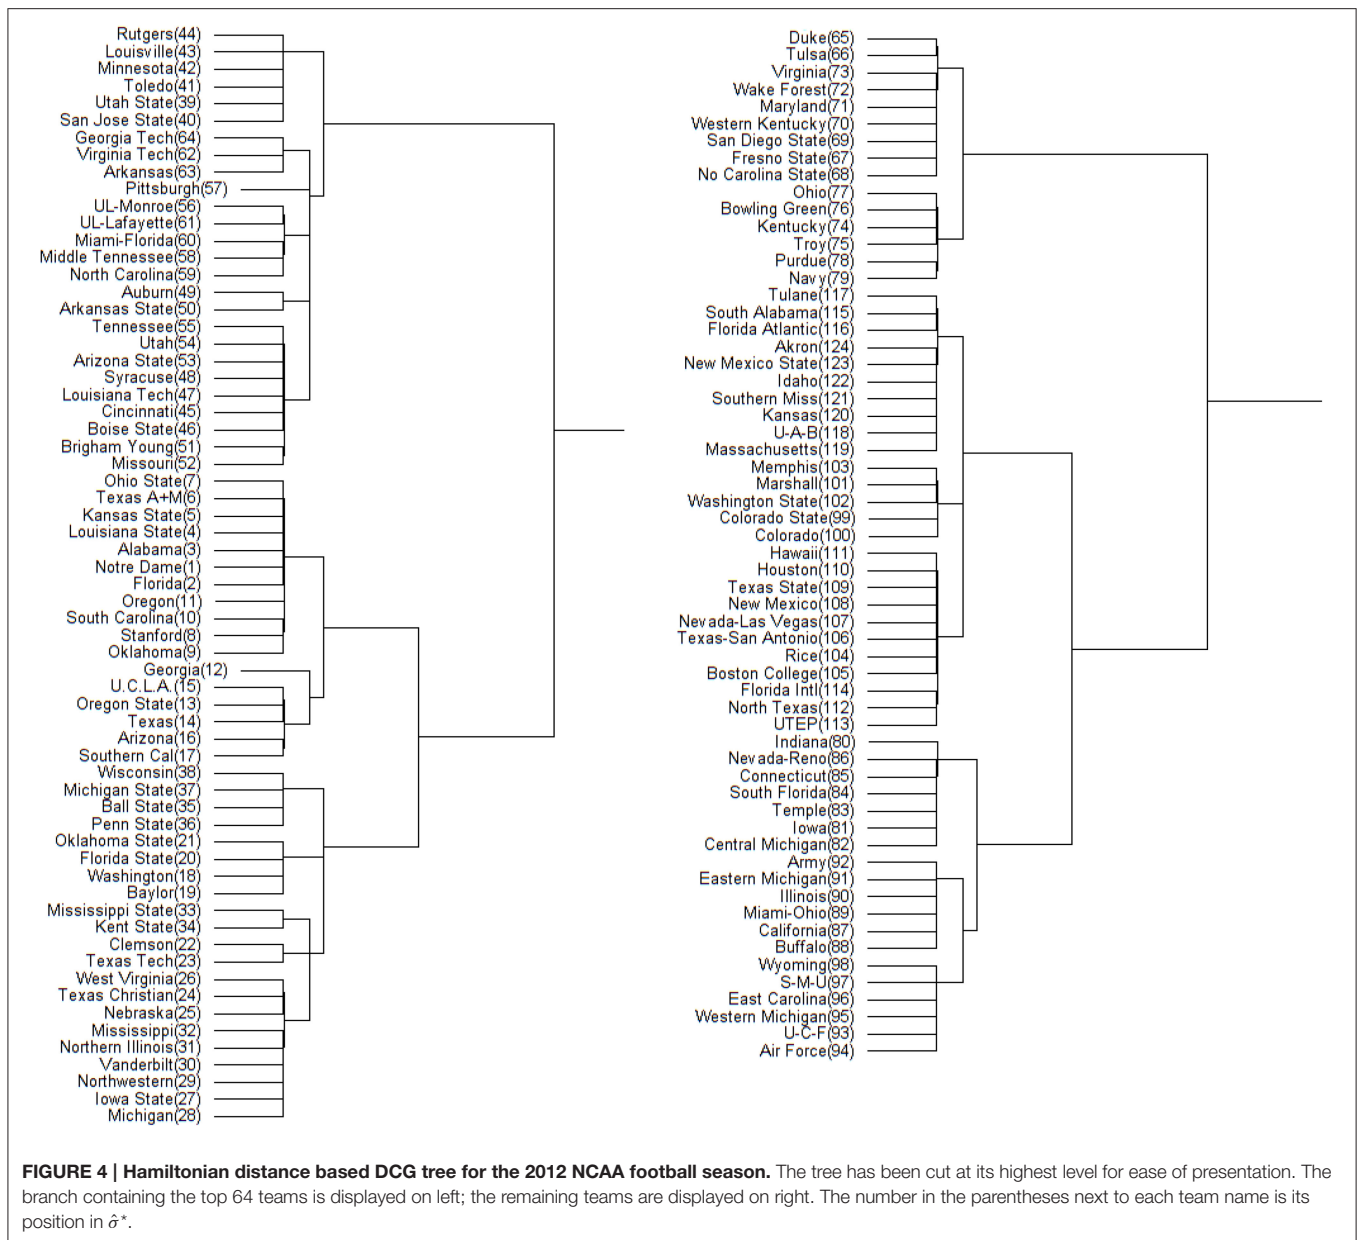 Rutgers(44)
Louisville(43)
Minnesota(42)
Toledo(41)
Utah State(39)
San Jose State(40)
Georgia Tech(64)
Virginia Tech(62)
Arkansas(63)
Pittsburgh(57)
UL-Monroe(56)
UL-Lafayette(61)
Miami-Florida(60)
Middle Tennessee(58)
North Carolina(59)
Auburn(49)
Arkansas State(50)
Tennessee(55)
Utah(54)
Arizona State(53)
Syracuse(48)
Louisiana Tech(47)
Cincinnati(45)
Boise State(46)
Brigham Young(51)
Missouri(52)
Ohio State(7)
Texas A+M(6)
Kansas State(5)
Louisiana State(4)
Alabama(3)
Notre Dame(1)
Florida(2)
Oregon(11)
South Carolina(10)
Stanford(8)
Oklahoma(9)
Georgia(12)
U.C.L.A.(15)
Oregon State(13)
Texas(14)
Arizona(16)
Southern Cal(17)
Wisconsin(38)
Michigan State(37)
Ball State(35)
Penn State(36)
Oklahoma State(21)
Florida State(20)
Washington(18)
Baylor(19)
Mississippi State(33)
Kent State(34)
Clemson(22)
Texas Tech(23)
West Virginia(26)
Texas Christian(24)
Nebraska(25)
Mississippi(32)
Northern Illinois(31)
Vanderbilt(30)
Northwestern(29)
Iowa State(27)
Michigan(28)
Duke(65)
Tulsa(66)
Virginia(73)
Wake Forest(72)
Maryland(71)
Western Kentucky(70)
San Diego State(69)
Fresno State(67)
No Carolina State(68)
Ohio(77)
Bowling Green(76)
Kentucky(74)
Troy(75)
Purdue(78)
Navy(79)
Tulane(117)
South Alabama(115)
Florida Atlantic(116)
Akron(124)
New Mexico State(123)
Idaho(122)
Southern Miss(121)
Kansas(120)
U-A-B(118)
Massachusetts(119)
Memphis(103)
Marshall(101)
Washington State(102)
Colorado State(99)
Colorado(100)
Hawaii(111)
Houston(110)
Texas State(109)
New Mexico(108)
Nevada-Las Vegas(107)
Texas-San Antonio(106)
Rice(104)
Boston College(105)
Florida Intl(114)
North Texas(112)
UTEP(113)
Indiana(80)
Nevada-Reno(86)
Connecticut(85)
South Florida(84)
Temple(83)
Iowa(81)
Central Michigan(82)
Army(92)
Eastern Michigan(91)
Illinois(90)
Miami-Ohio(89)
California(87)
Buffalo(88)
Wyoming(98)
S-M-U(97)
East Carolina(96)
Western Michigan(95)
U-C-F(93)
Air Force(94)
FIGURE 4 | Hamiltonian distance based DCG tree for the 2012 NCAA football season. The tree has been cut at its highest level for ease of presentation. The
branch containing the top 64 teams is displayed on left; the remaining teams are displayed on right. The number in the parentheses next to each team name is its
position in σ̂*.